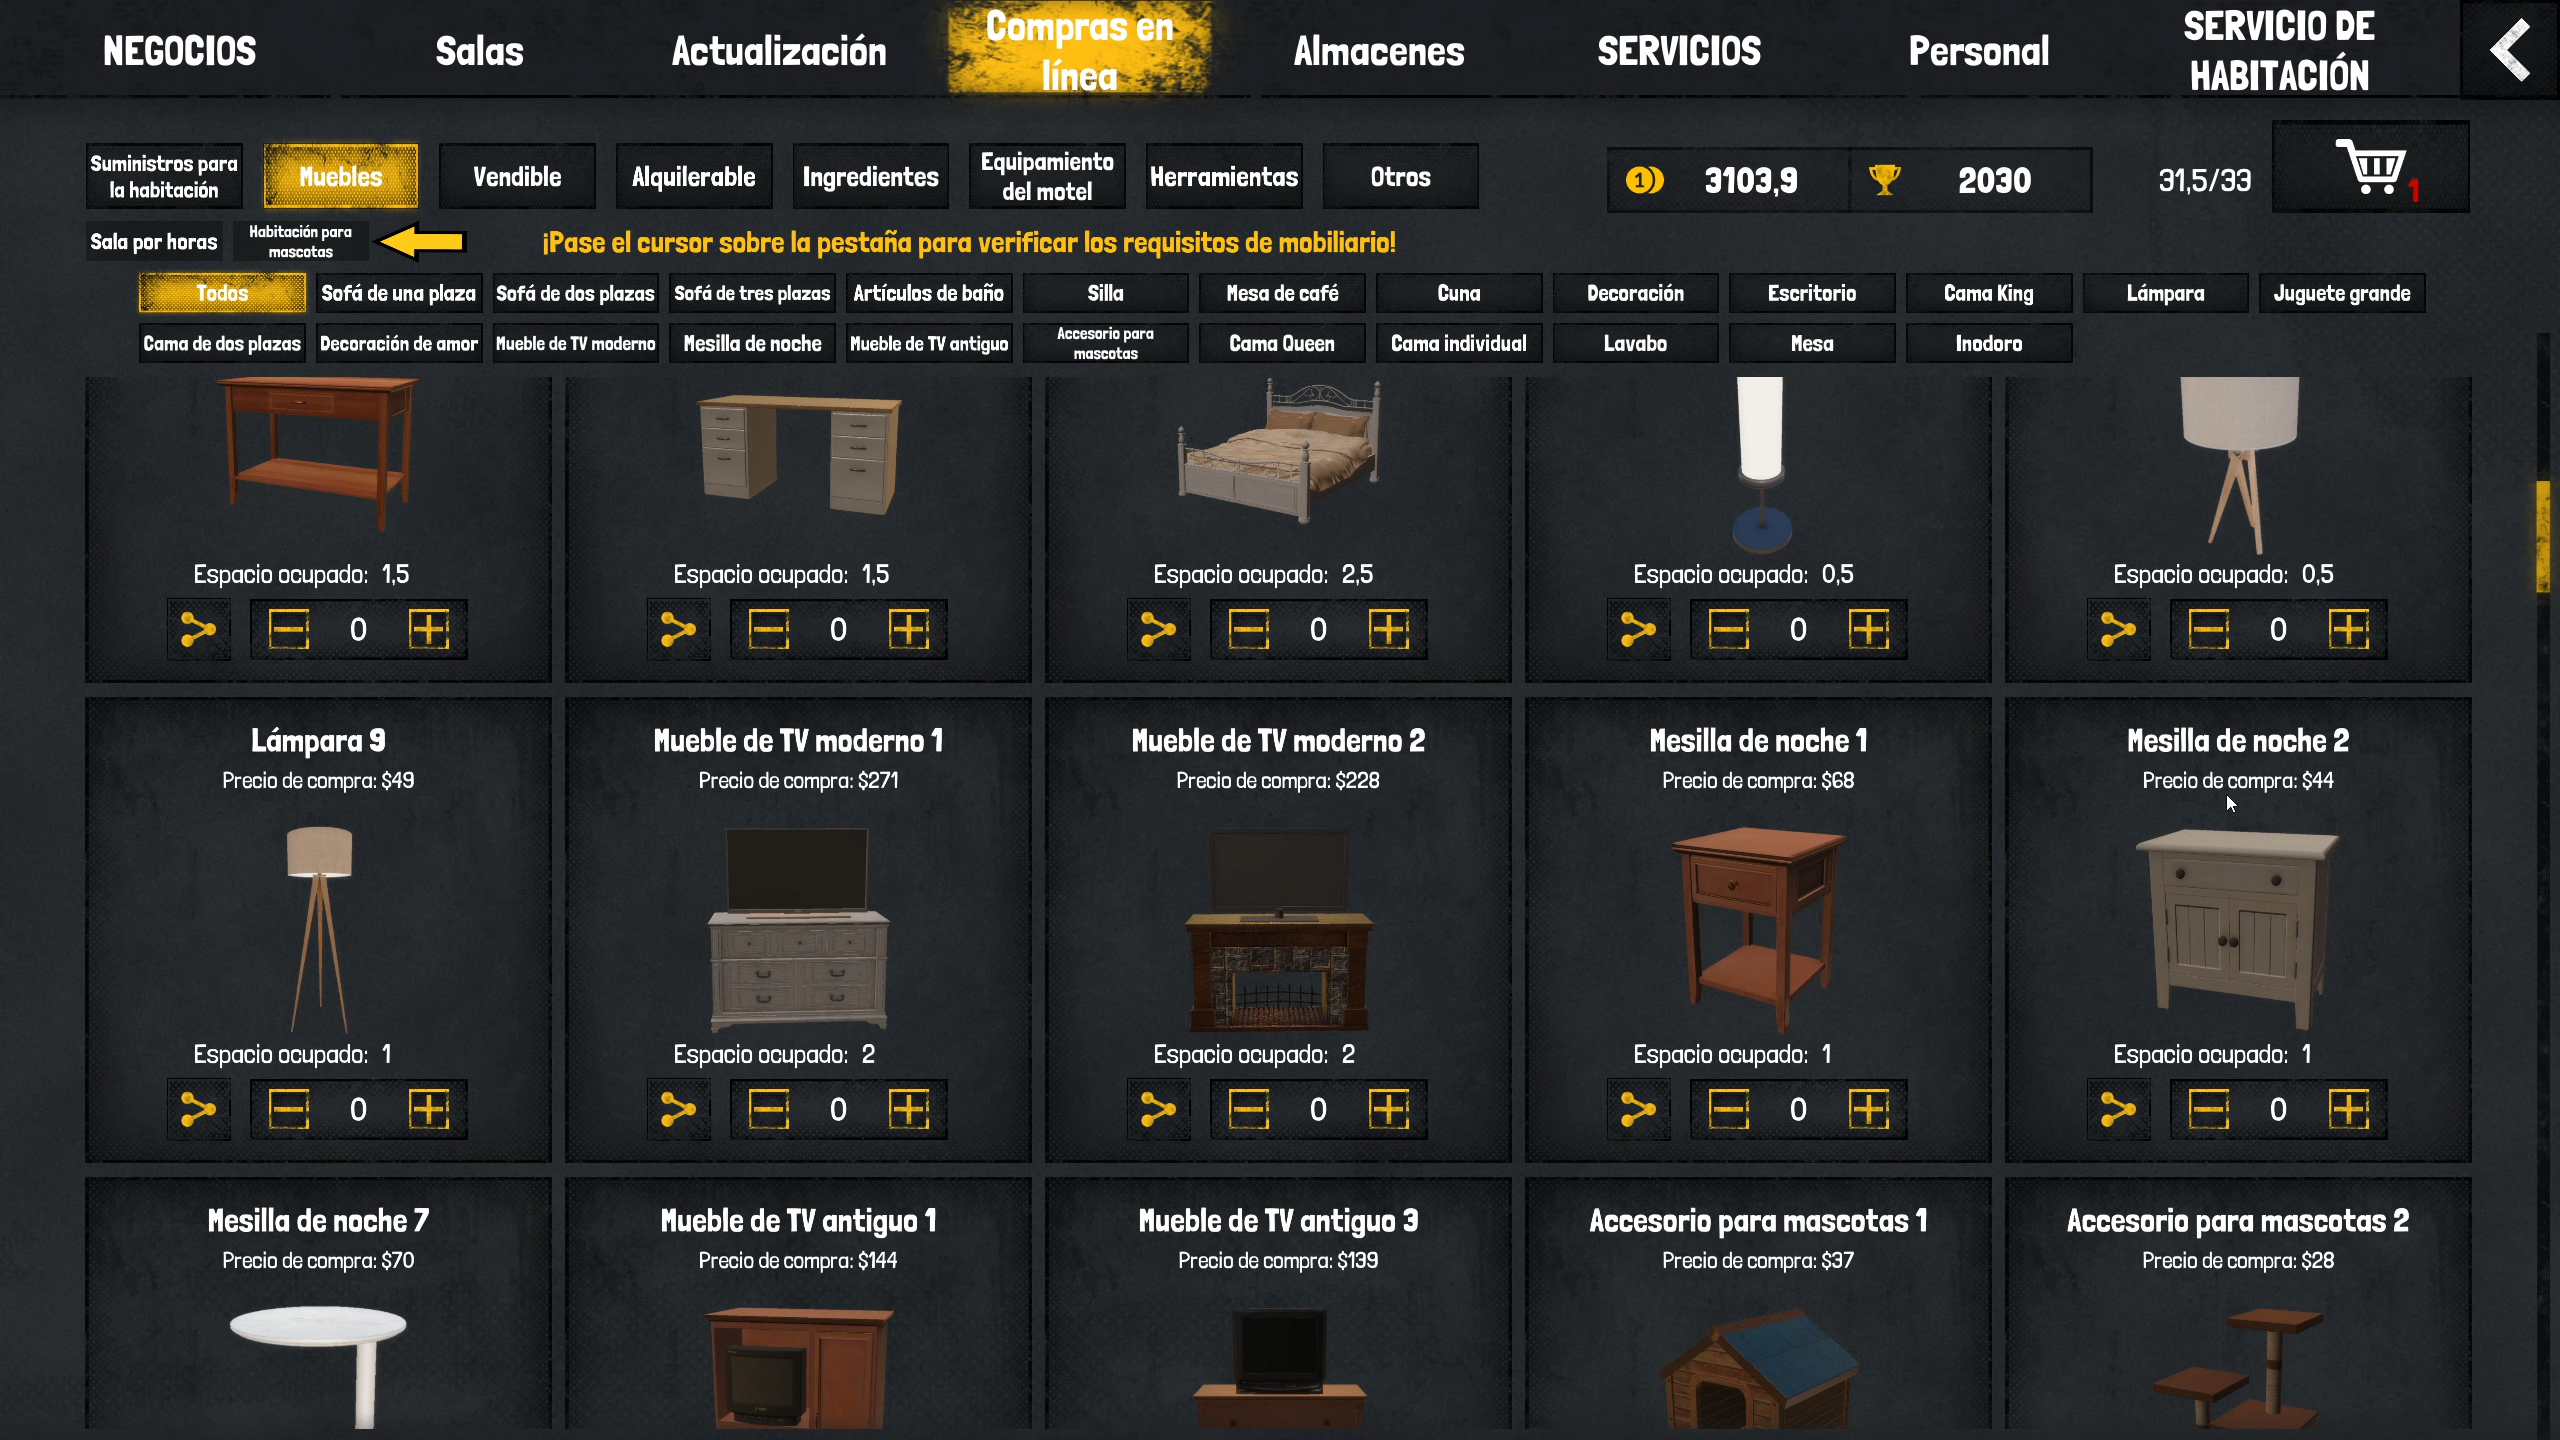 NEGOCIOS
Salas
Actualización
Compras en
línea
Almacenes
SERVICIOS
Personal
SERVICIO DE
HABITACIÓN
Suministros para
la habitación
Muebles
Vendible
Alquilerable
Ingredientes
Equipamiento
del motel
Herramientas
Otros
3103,9
2030
31,5/33
1
Sala por horas
Habitación para
mascotas
¡Pase el cursor sobre la pestaña para verificar los requisitos de mobiliario!
Todos
Sofá de una plaza
Sofá de dos plazas
Sofá de tres plazas
Artículos de baño
Silla
Mesa de café
Cuna
Decoración
Escritorio
Cama King
Lámpara
Juguete grande
Cama de dos plazas
Decoración de amor
Mueble de TV moderno
Mesilla de noche
Mueble de TV antiguo
Accesorio para
mascotas
Cama Queen
Cama individual
Lavabo
Mesa
Inodoro
Espacio ocupado: 1,5
Espacio ocupado: 1,5
Espacio ocupado: 2,5
Espacio ocupado: 0,5
Espacio ocupado: 0,5
0
0
0
0
0
Lámpara 9
Precio de compra: $49
Mueble de TV moderno 1
Precio de compra: $271
Mueble de TV moderno 2
Precio de compra: $228
Mesilla de noche 1
Precio de compra: $68
Mesilla de noche 2
Precio de compra: $44
Espacio ocupado: 1
Espacio ocupado: 2
Espacio ocupado: 2
Espacio ocupado: 1
Espacio ocupado: 1
0
0
0
0
0
Mesilla de noche 7
Precio de compra: $70
Mueble de TV antiguo 1
Precio de compra: $144
Mueble de TV antiguo 3
Precio de compra: $139
Accesorio para mascotas 1
Precio de compra: $37
Accesorio para mascotas 2
Precio de compra: $28